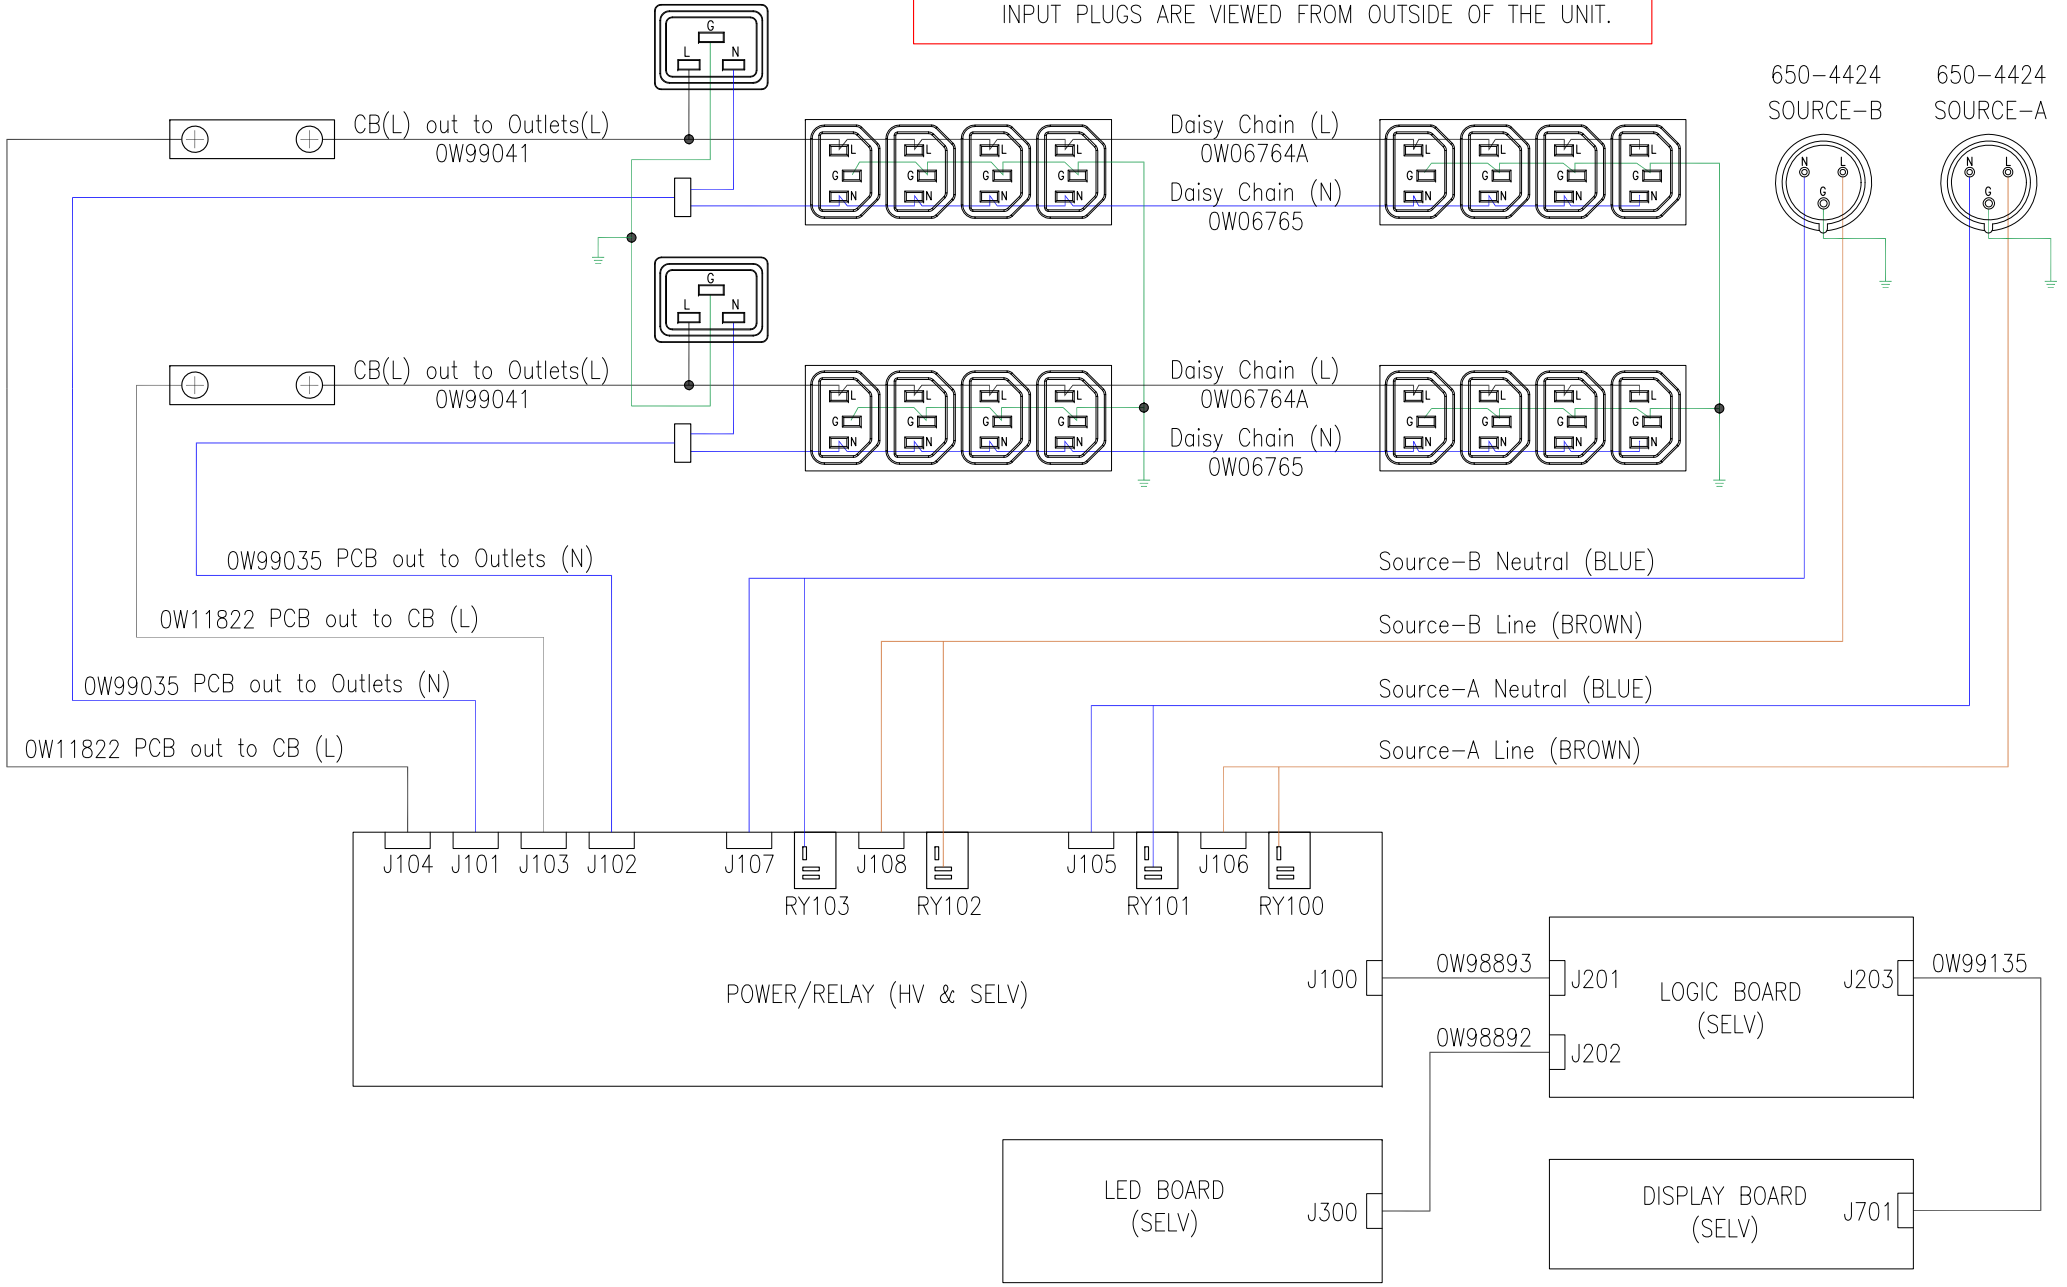 INPUT PLUGS ARE VIEWED FROM OUTSIDE OF THE UNIT.
G
L N
650-4424 650-4424
SOURCE-B SOURCE-A
CB(L) out to Outlets(L)
0W99041
Daisy Chain (L)
0W06764A
Daisy Chain (N)
0W06765
L L L L L L L L
G G G G G G G G
N N N N N N N N
N L
G
N L
G
G
L N
CB(L) out to Outlets(L)
0W99041
Daisy Chain (L)
0W06764A
Daisy Chain (N)
0W06765
L L L L L L L L
G G G G G G G G
N N N N N N N N
0W99035 PCB out to Outlets (N)
Source-B Neutral (BLUE)
0W11822 PCB out to CB (L)
Source-B Line (BROWN)
0W99035 PCB out to Outlets (N)
Source-A Neutral (BLUE)
0W11822 PCB out to CB (L)
Source-A Line (BROWN)
J104 J101 J103 J102 J107 J108 J105 J106
RY103 RY102 RY101 RY100
POWER/RELAY (HV & SELV)
J100
0W98893
J201
LOGIC BOARD
(SELV)
J203
0W99135
0W98892
J202
LED BOARD
(SELV)
J300
DISPLAY BOARD
(SELV)
J701